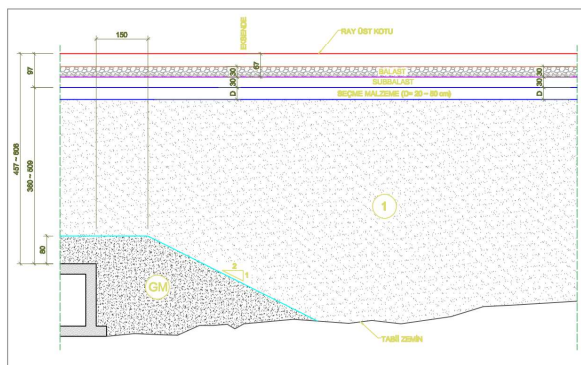 150
EKSENDE
RAY ÜST KOTU
67
97
30
30
BALAST
30
30
SUBBALAST
D
SEÇME MALZEME (D= 20 ~ 80 cm)
D
457 ~ 606
360 ~ 509
1
80
2
1
GM
TABİİ ZEMİN